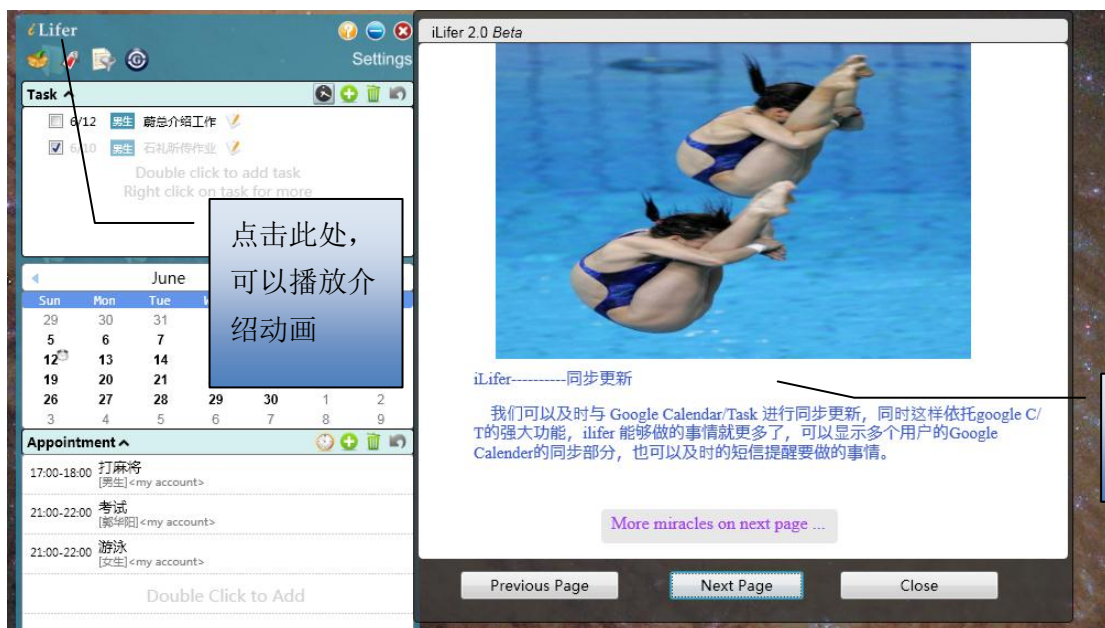 iLifer
Settings
Task
6/12 男生 蔚总介绍工作
6/10 男生 石礼昕传作业
Double click to add task
Right click on task for more
点击此处，
可以播放介
绍动画
June
Sun Mon Tue W
29 30 31
5 6 7
12 13 14
19 20 21
26 27 28 29 30 1 2
3 4 5 6 7 8 9
Appointment
17:00-18:00 打麻将
[男生]<my account>
21:00-22:00 考试
[郭华阳]<my account>
21:00-22:00 游泳
[女生]<my account>
Double Click to Add
iLifer 2.0 Beta
iLifer----------同步更新
我们可以及时与 Google Calendar/Task 进行同步更新，同时这样依托google C/
T的强大功能，ilifer 能够做的事情就更多了，可以显示多个用户的Google
Calender的同步部分，也可以及时的短信提醒要做的事情。
More miracles on next page ...
Previous Page Next Page Close